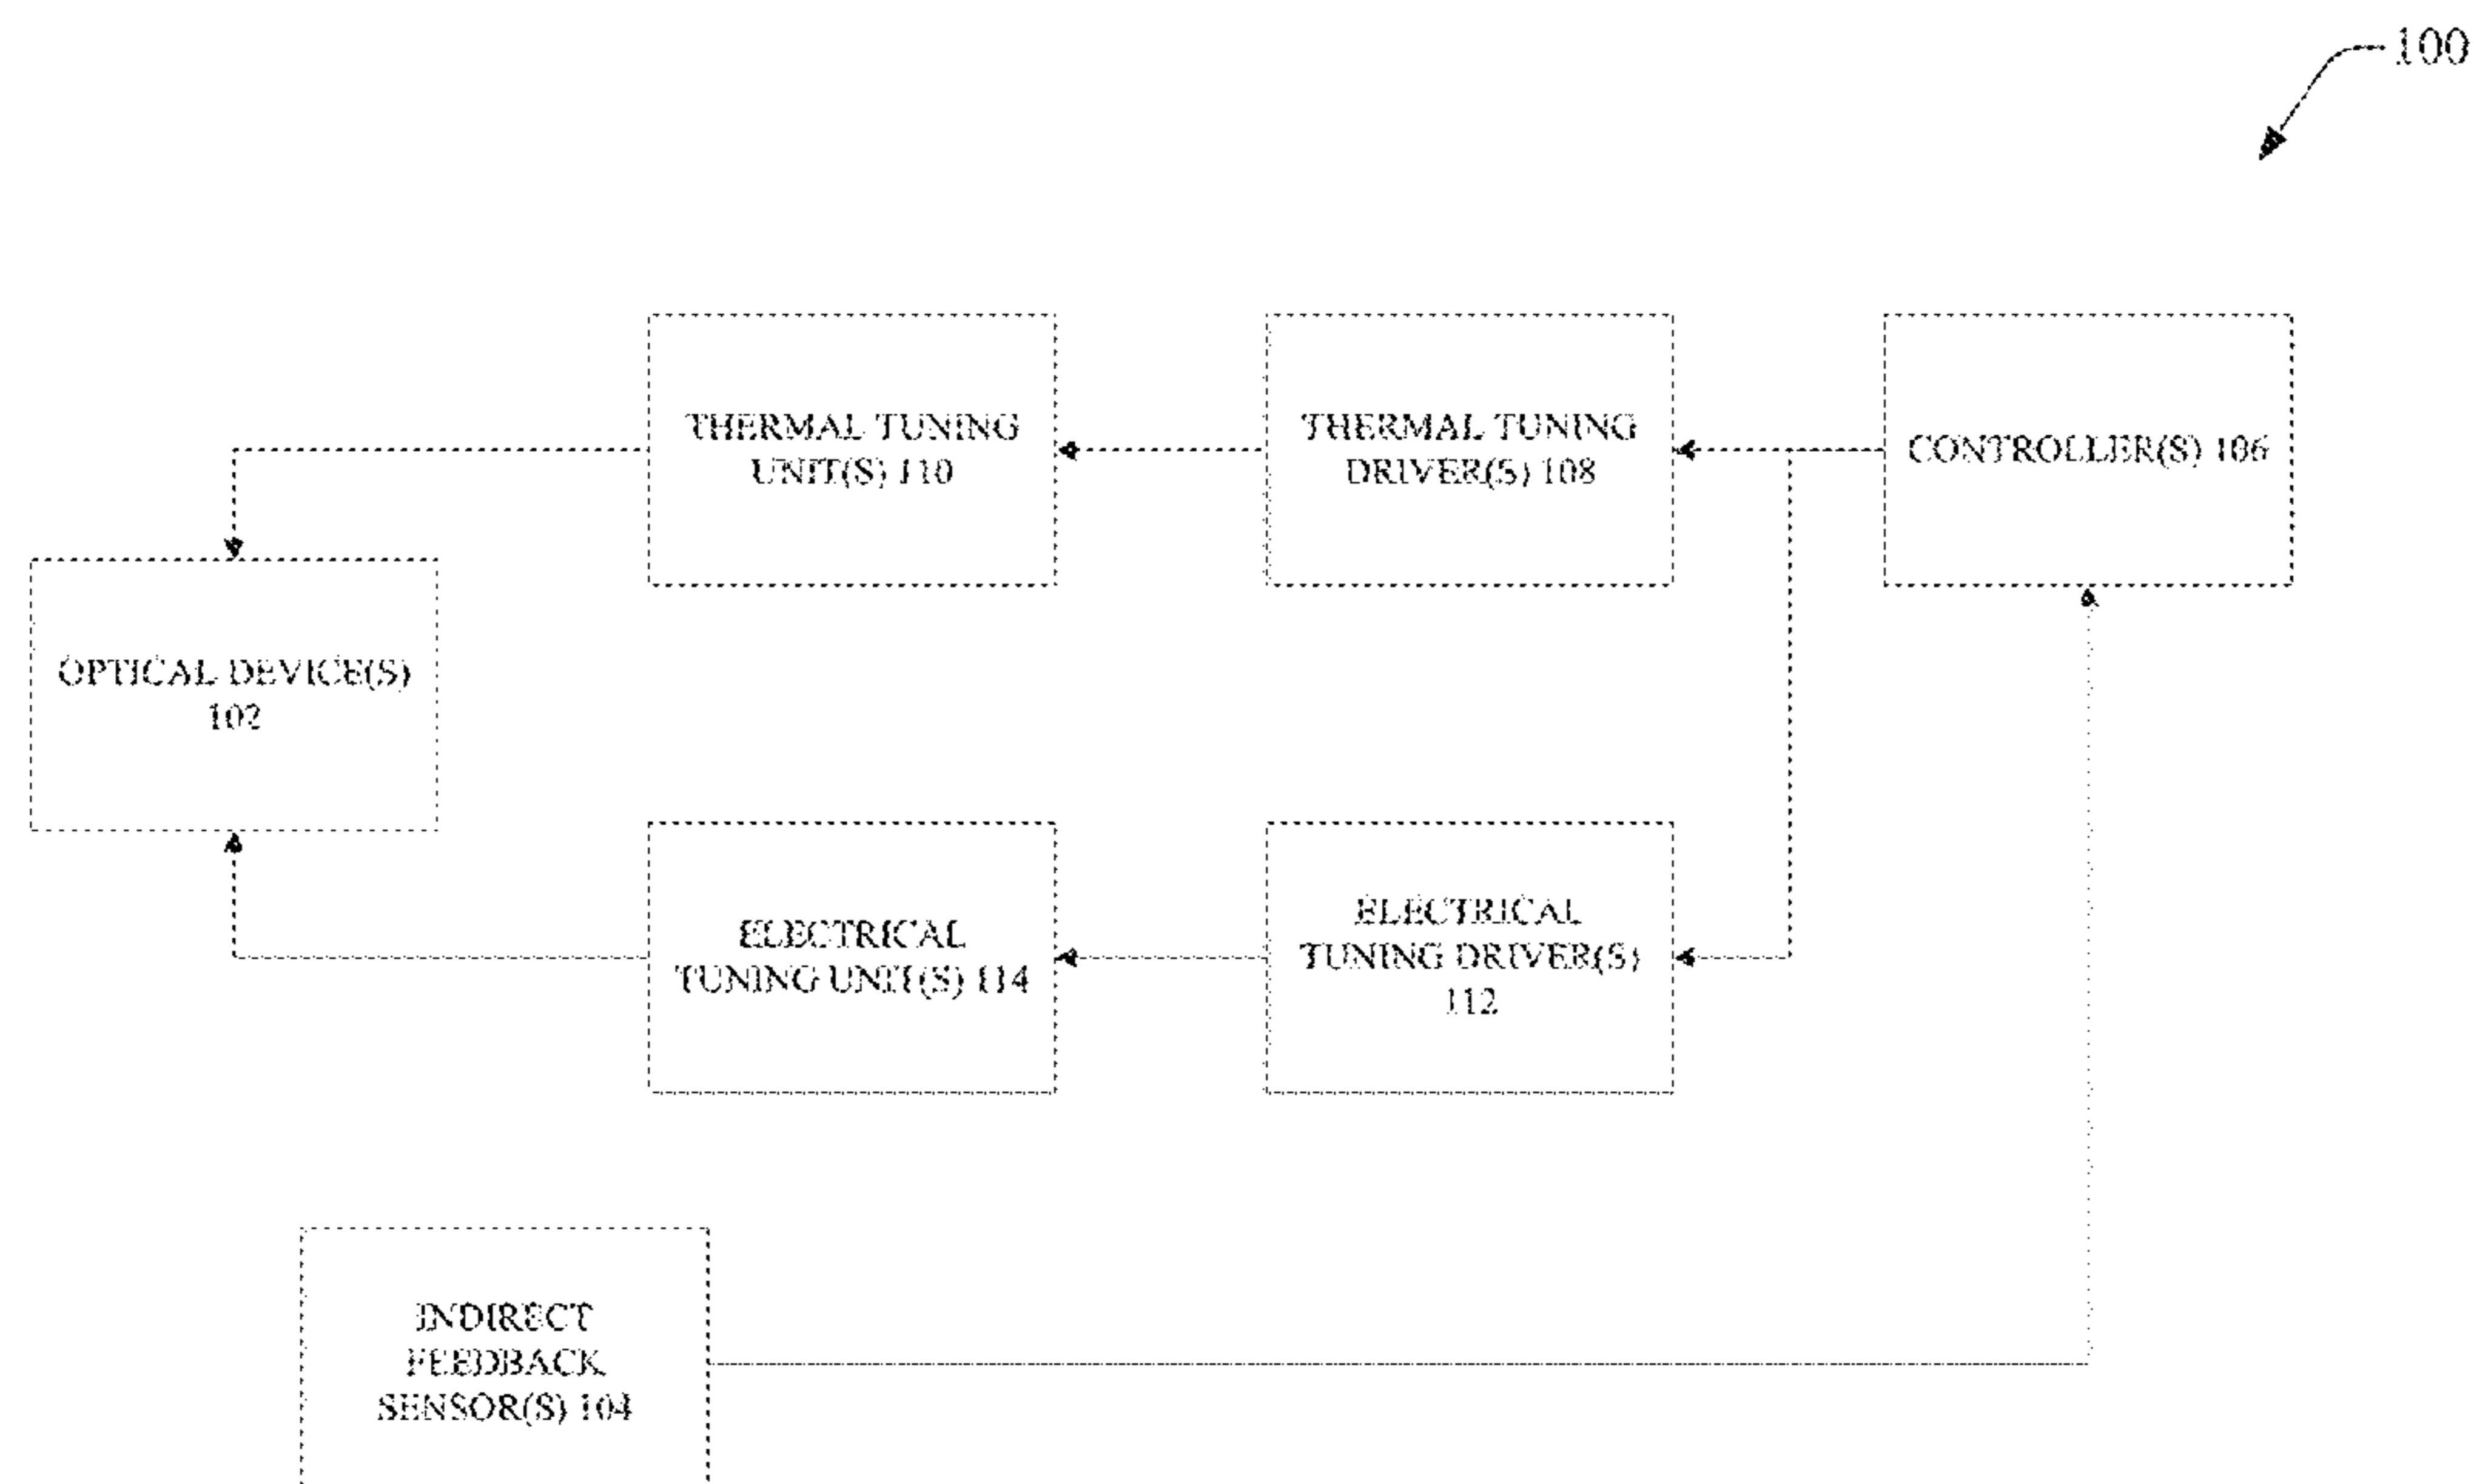 100
THERMAL TUNING
UNIT(S) 110
THERMAL TUNING
DRIVER(S) 108
CONTROLLER(S) 106
OPTICAL DEVICE(S)
102
ELECTRICAL
TUNING UNIT(S) 114
ELECTRICAL
TUNING DRIVER(S)
112
INDIRECT
FEEDBACK
SENSOR(S) 104